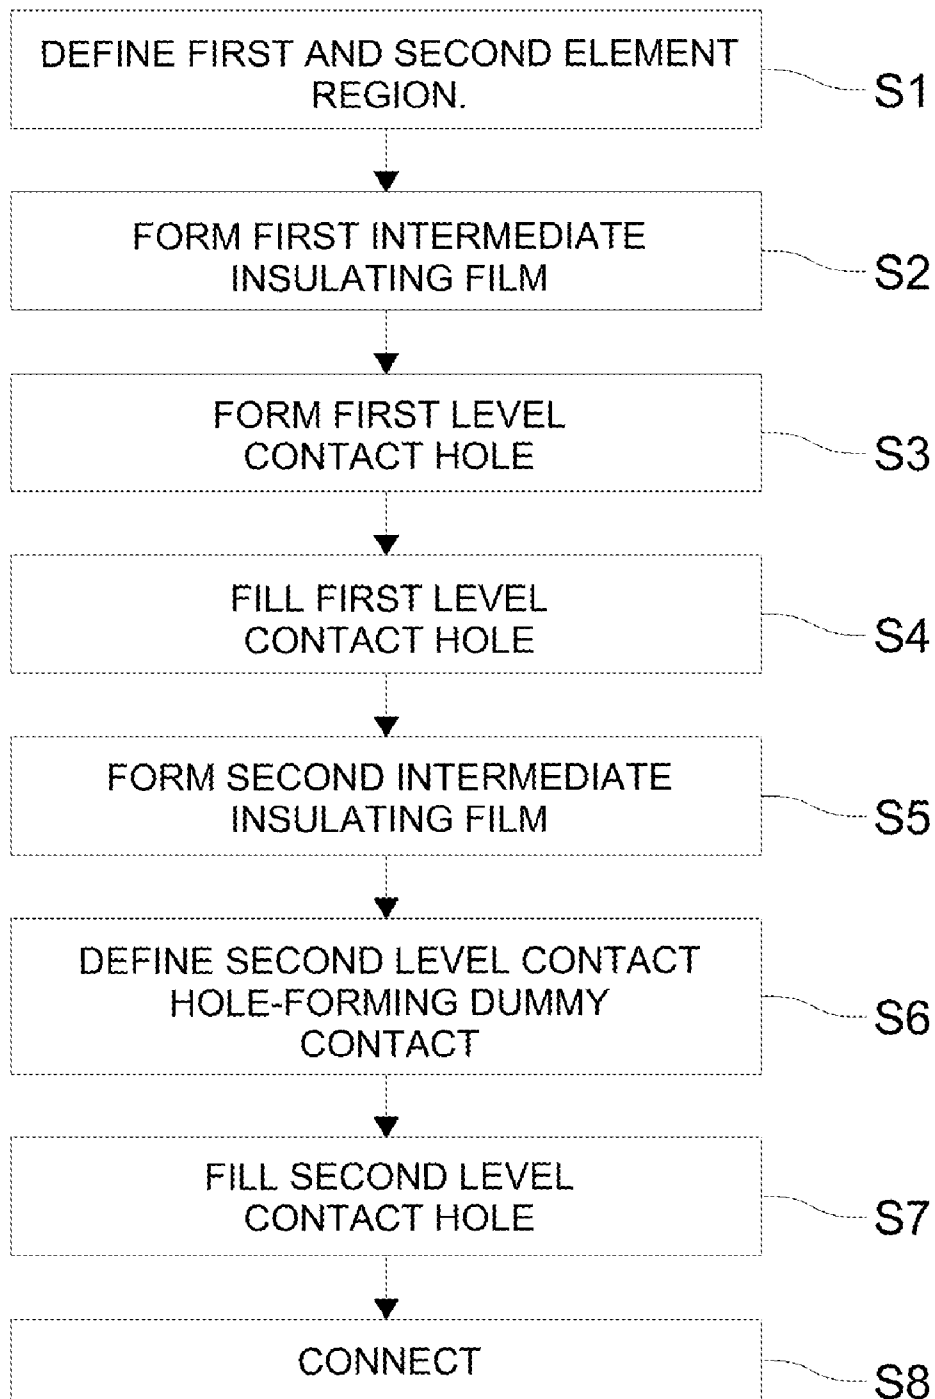 DEFINE FIRST AND SECOND ELEMENT
REGION.
S1
FORM FIRST INTERMEDIATE
INSULATING FILM
S2
FORM FIRST LEVEL
CONTACT HOLE
S3
FILL FIRST LEVEL
CONTACT HOLE
S4
FORM SECOND INTERMEDIATE
INSULATING FILM
S5
DEFINE SECOND LEVEL CONTACT
HOLE-FORMING DUMMY
CONTACT
S6
FILL SECOND LEVEL
CONTACT HOLE
S7
CONNECT
S8